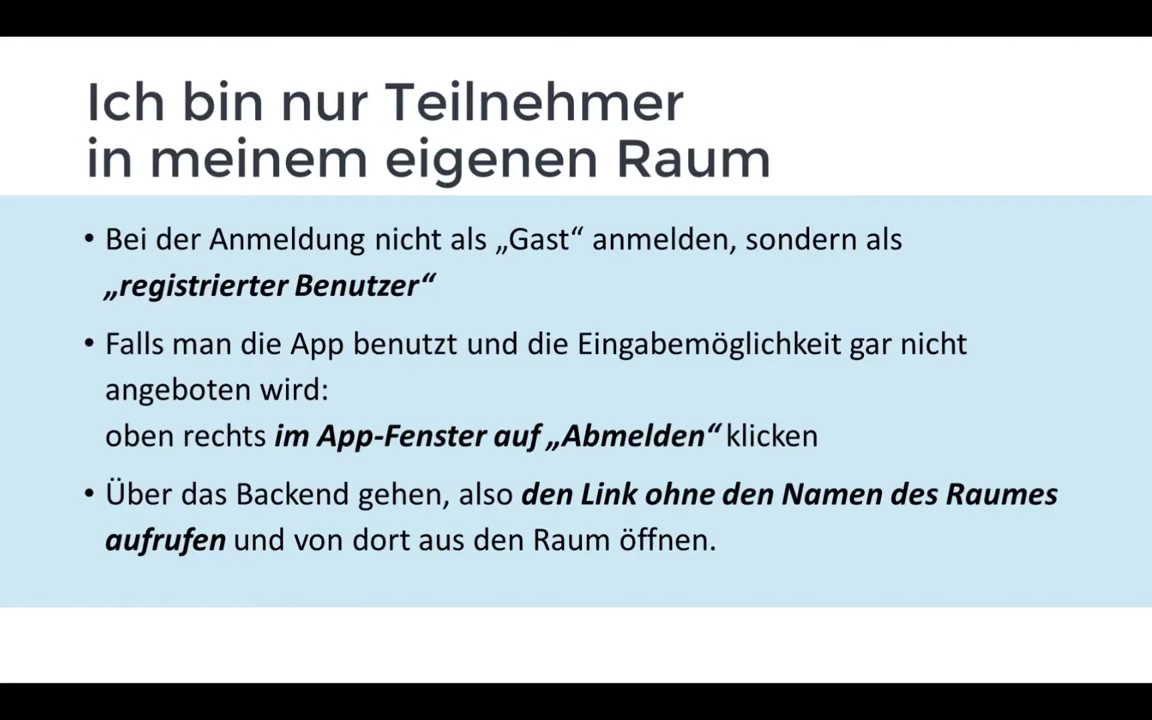 Ich bin nur Teilnehmer
in meinem eigenen Raum
• Bei der Anmeldung nicht als „Gast“ anmelden, sondern als
„registrierter Benutzer“
• Falls man die App benutzt und die Eingabemöglichkeit gar nicht
angeboten wird:
oben rechts im App-Fenster auf „Abmelden“ klicken
• Über das Backend gehen, also den Link ohne den Namen des Raumes
aufrufen und von dort aus den Raum öffnen.